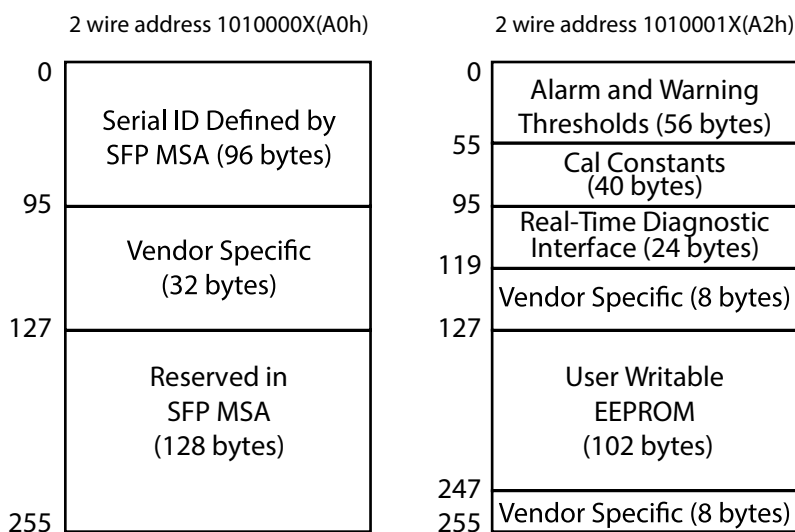 2 wire address 1010000X(A0h)
0
Serial ID Defined by
SFP MSA (96 bytes)
95
Vendor Specific
(32 bytes)
127
Reserved in
SFP MSA
(128 bytes)
255
2 wire address 1010001X(A2h)
0
Alarm and Warning
Thresholds (56 bytes)
55
Cal Constants
(40 bytes)
95
Real-Time Diagnostic
Interface (24 bytes)
119
Vendor Specific (8 bytes)
127
User Writable
EEPROM
(102 bytes)
247
Vendor Specific (8 bytes)
255